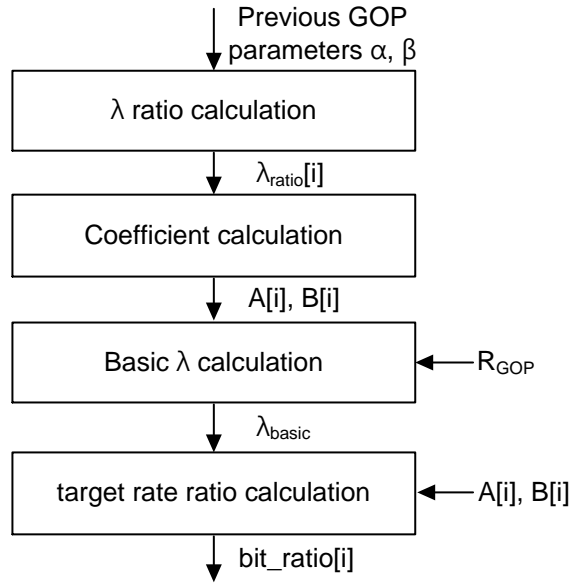 Previous GOP
parameters α, β
λ ratio calculation
λratio[i]
Coefficient calculation
A[i], B[i]
Basic λ calculation
RGOP
λbasic
target rate ratio calculation
A[i], B[i]
bit_ratio[i]